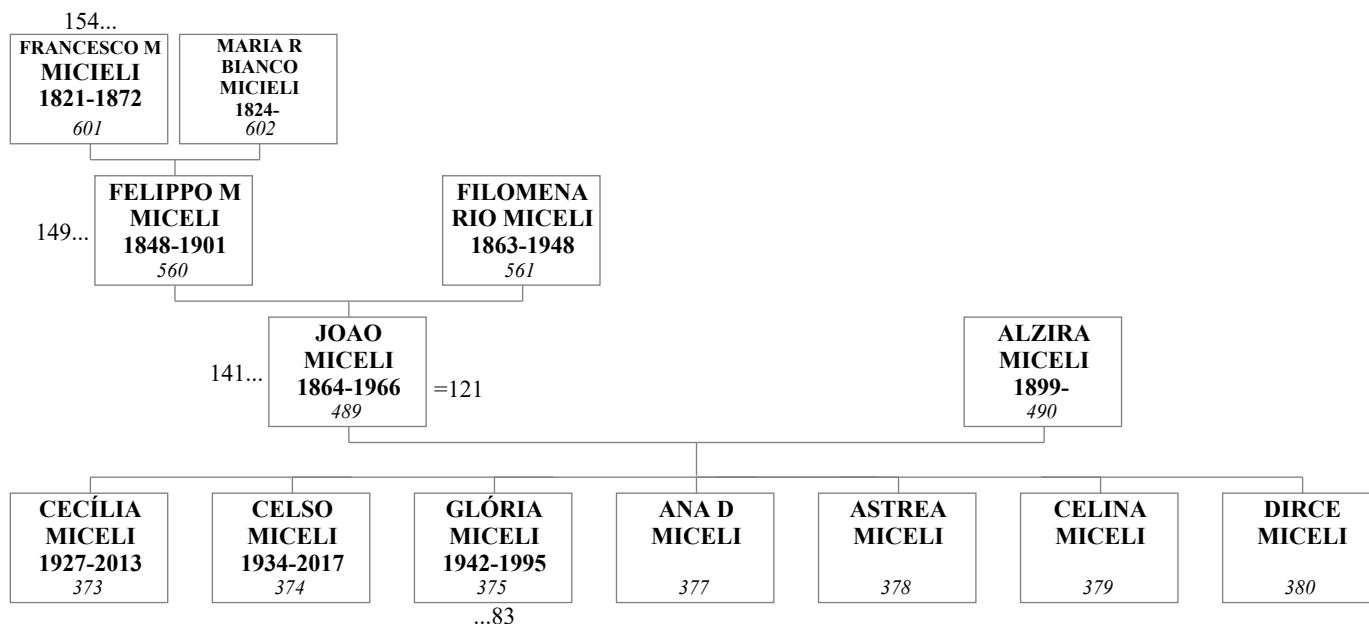 154...
FRANCESCO M
MICIELI
1821-1872
601
MARIA R
BIANCO
MICIELI
1824-
602
149...
FELIPPO M
MICELI
1848-1901
560
FILOMENA
RIO MICELI
1863-1948
561
141...
JOAO
MICELI
1864-1966
489
=121
ALZIRA
MICELI
1899-
490
CECÍLIA
MICELI
1927-2013
373
CELSO
MICELI
1934-2017
374
GLÓRIA
MICELI
1942-1995
375
...83
ANA D
MICELI
377
ASTREA
MICELI
378
CELINA
MICELI
379
DIRCE
MICELI
380